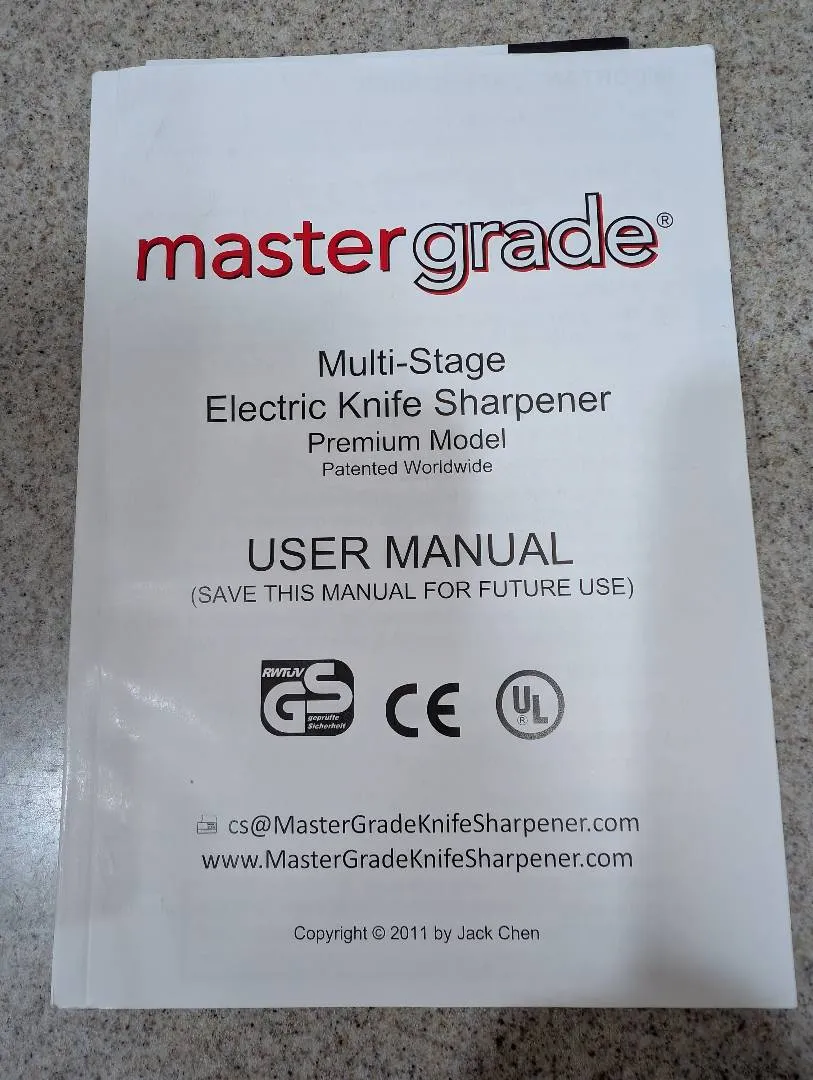 mastergrade®
Multi-Stage
Electric Knife Sharpener
Premium Model
Patented Worldwide
USER MANUAL
(SAVE THIS MANUAL FOR FUTURE USE)
RWTÜV
GS
geprüfte
Sicherheit
CE
UL
®
cs@MasterGradeKnifeSharpener.com
www.MasterGradeKnifeSharpener.com
Copyright © 2011 by Jack Chen